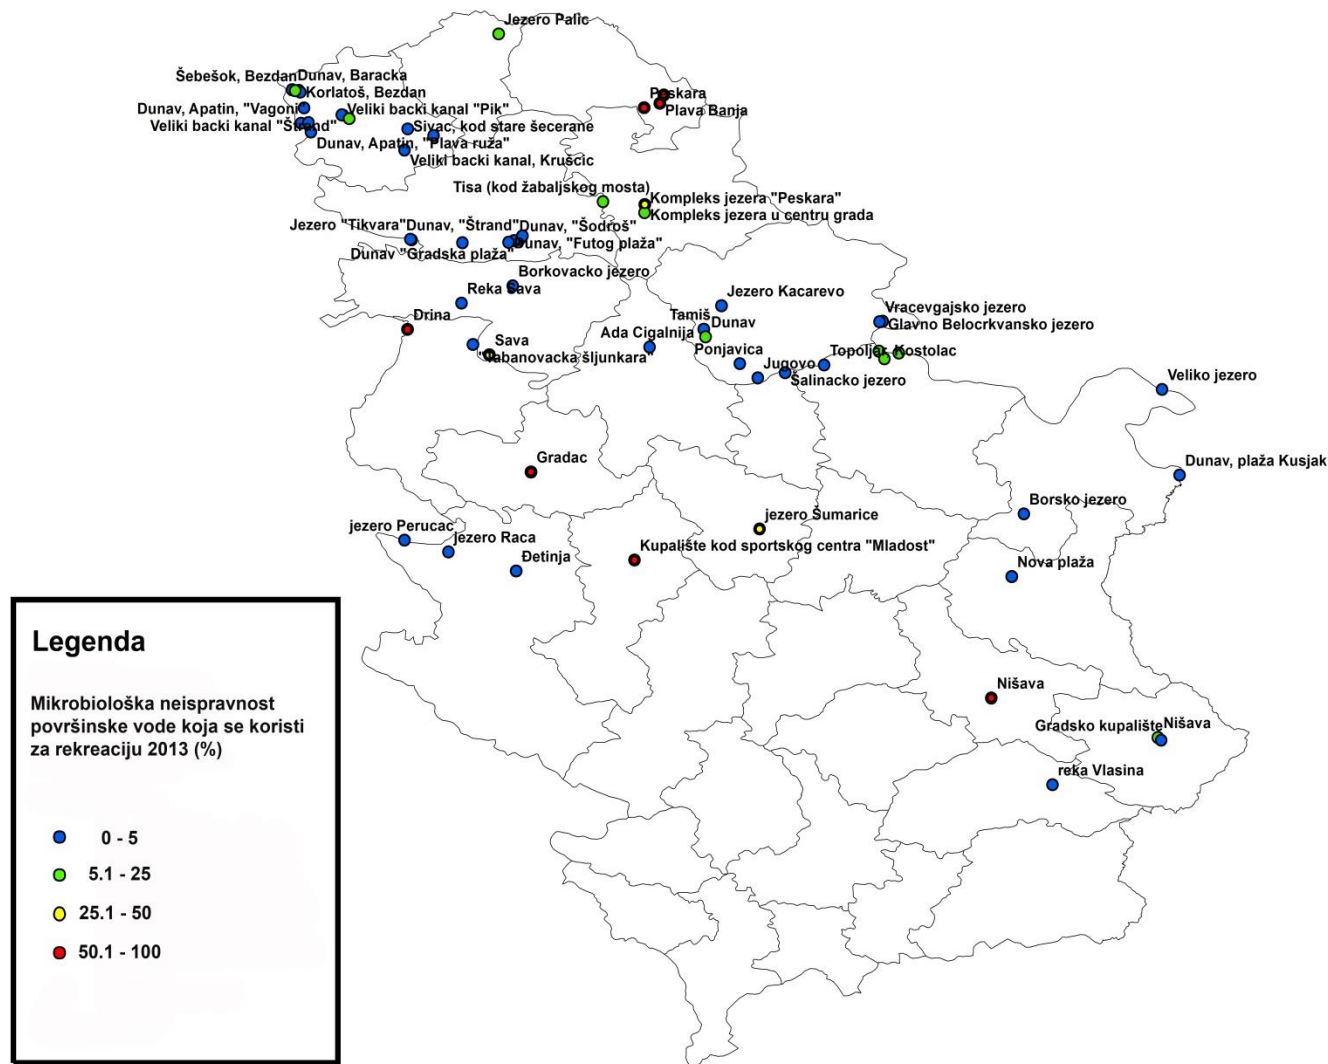 Jezero Palic
Šebešok, Bezdan
Dunav, Baracka
Korlatoš, Bezdan
Peskara
Plava Banja
Dunav, Apatin, "Vagoni"
Veliki backi kanal "Pik"
Veliki backi kanal "Štrand"
Sivac, kod stare šecerane
Dunav, Apatin, "Plava ruža"
Veliki backi kanal, Krušcic
Tisa (kod žabaljskog mosta)
Kompleks jezera "Peskara"
Kompleks jezera u centru grada
Jezero "Tikvara"
Dunav, "Štrand"
Dunav, "Šodroš"
Dunav "Gradska plaža"
Dunav, "Futog plaža"
Borkovacko jezero
Reka Sava
Jezero Kacarevo
Drina
Tamiš
Dunav
Vracevgajsko jezero
Glavno Belocrkvansko jezero
Sava
Ada Ciganlija
"Tabanovacka šljunkara"
Ponjavica
Jugovo
Topoljar, Kostolac
Šalinacko jezero
Veliko jezero
Gradac
Dunav, plaža Kusjak
Borsko jezero
jezero Šumarice
jezero Perucac
jezero Raca
Kupalište kod sportskog centra "Mladost"
Đetinja
Nova plaža
Nišava
Gradsko kupalište
Nišava
reka Vlasina
Legenda
Mikrobiološka neispravnost
površinske vode koja se koristi
za rekreaciju 2013 (%)
0 - 5
5.1 - 25
25.1 - 50
50.1 - 100